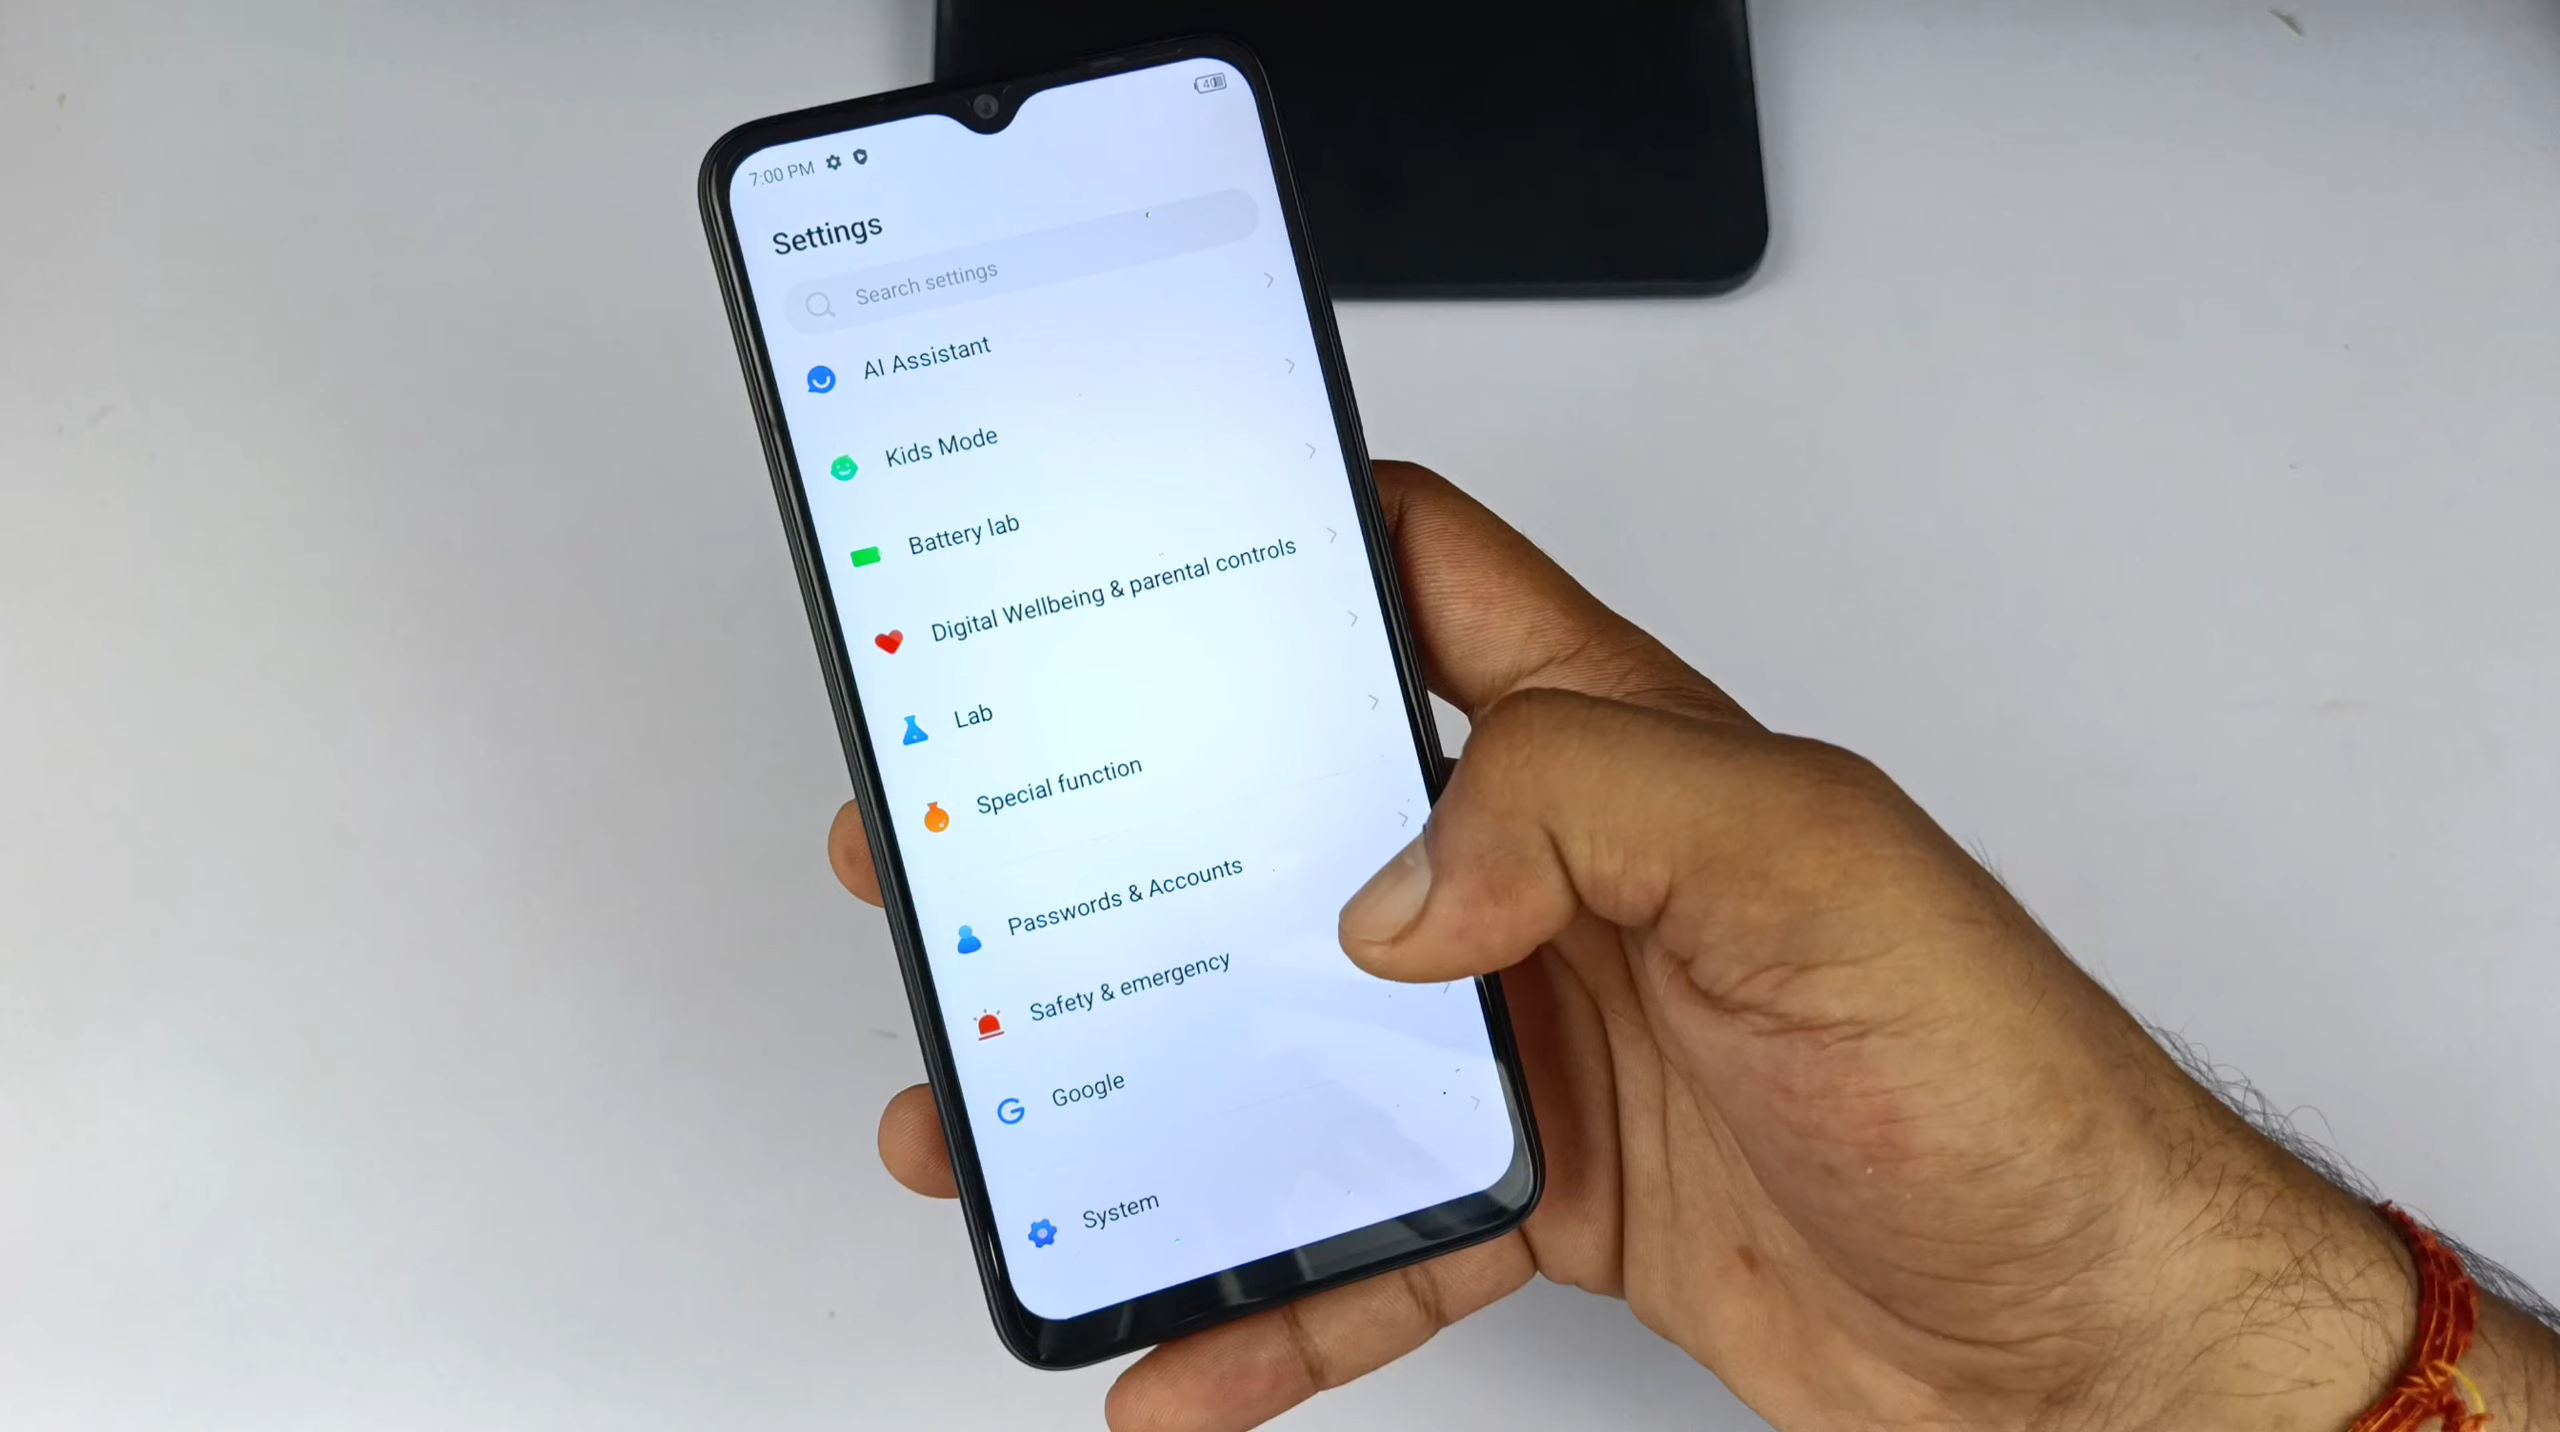 7:00 PM
40
Settings
Search settings
AI Assistant
Kids Mode
Battery lab
Digital Wellbeing & parental controls
Lab
Special function
Passwords & Accounts
Safety & emergency
Google
System